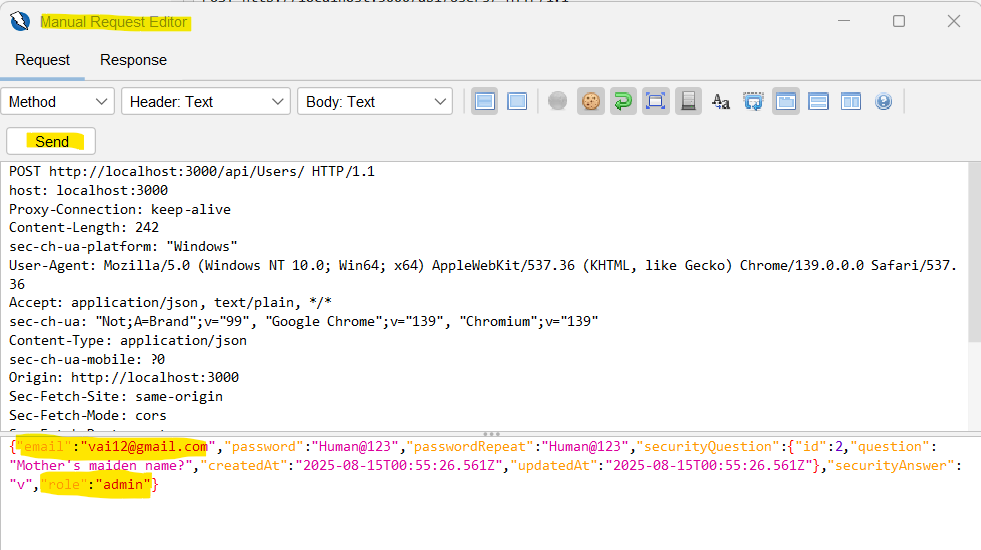 Manual Request Editor
Request Response
Method Header: Text Body: Text
Send
POST http://localhost:3000/api/Users/ HTTP/1.1
host: localhost:3000
Proxy-Connection: keep-alive
Content-Length: 242
sec-ch-ua-platform: "Windows"
User-Agent: Mozilla/5.0 (Windows NT 10.0; Win64; x64) AppleWebKit/537.36 (KHTML, like Gecko) Chrome/139.0.0.0 Safari/537.
36
Accept: application/json, text/plain, */*
sec-ch-ua: "Not;A=Brand";v="99", "Google Chrome";v="139", "Chromium";v="139"
Content-Type: application/json
sec-ch-ua-mobile: ?0
Origin: http://localhost:3000
Sec-Fetch-Site: same-origin
Sec-Fetch-Mode: cors
{"email":"vai12@gmail.com","password":"Human@123","passwordRepeat":"Human@123","securityQuestion":{"id":2,"question":
"Mother's maiden name?","createdAt":"2025-08-15T00:55:26.561Z","updatedAt":"2025-08-15T00:55:26.561Z"},"securityAnswer":
"v","role":"admin"}